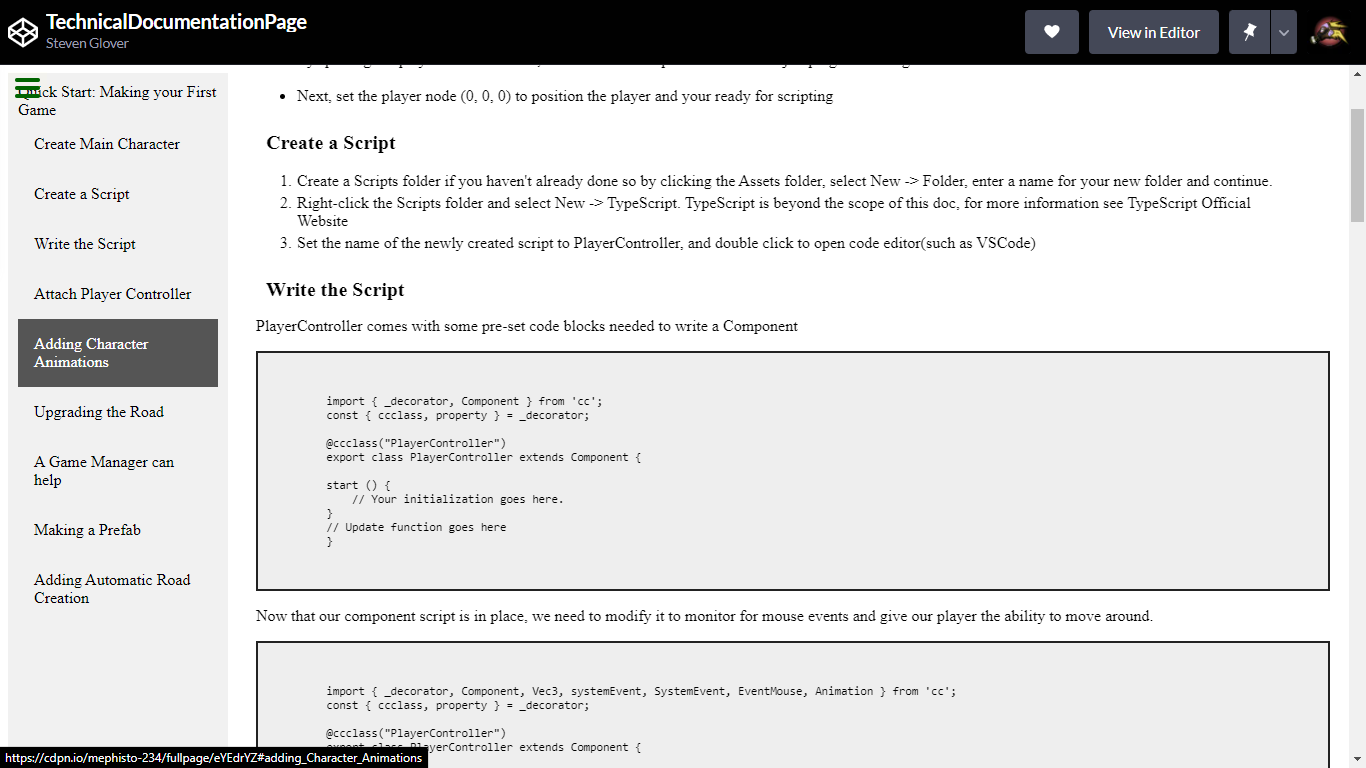 TechnicalDocumentationPage
Steven Glover
View in Editor
Quick Start: Making your First
Game
Create Main Character
Create a Script
Write the Script
Attach Player Controller
Adding Character
Animations
Upgrading the Road
A Game Manager can
help
Making a Prefab
Adding Automatic Road
Creation
• Next, set the player node (0, 0, 0) to position the player and your ready for scripting
Create a Script
1. Create a Scripts folder if you haven't already done so by clicking the Assets folder, select New -> Folder, enter a name for your new folder and continue.
2. Right-click the Scripts folder and select New -> TypeScript. TypeScript is beyond the scope of this doc, for more information see TypeScript Official
Website
3. Set the name of the newly created script to PlayerController, and double click to open code editor(such as VSCode)
Write the Script
PlayerController comes with some pre-set code blocks needed to write a Component
import { _decorator, Component } from 'cc';
const { ccclass, property } = _decorator;
@ccclass("PlayerController")
export class PlayerController extends Component {
start () {
// Your initialization goes here.
}
// Update function goes here
}
Now that our component script is in place, we need to modify it to monitor for mouse events and give our player the ability to move around.
import { _decorator, Component, Vec3, systemEvent, SystemEvent, EventMouse, Animation } from 'cc';
const { ccclass, property } = _decorator;
@ccclass("PlayerController")
export class PlayerController extends Component {
https://cdpn.io/mephisto-234/fullpage/eYEdrYZ#adding_Character_Animations